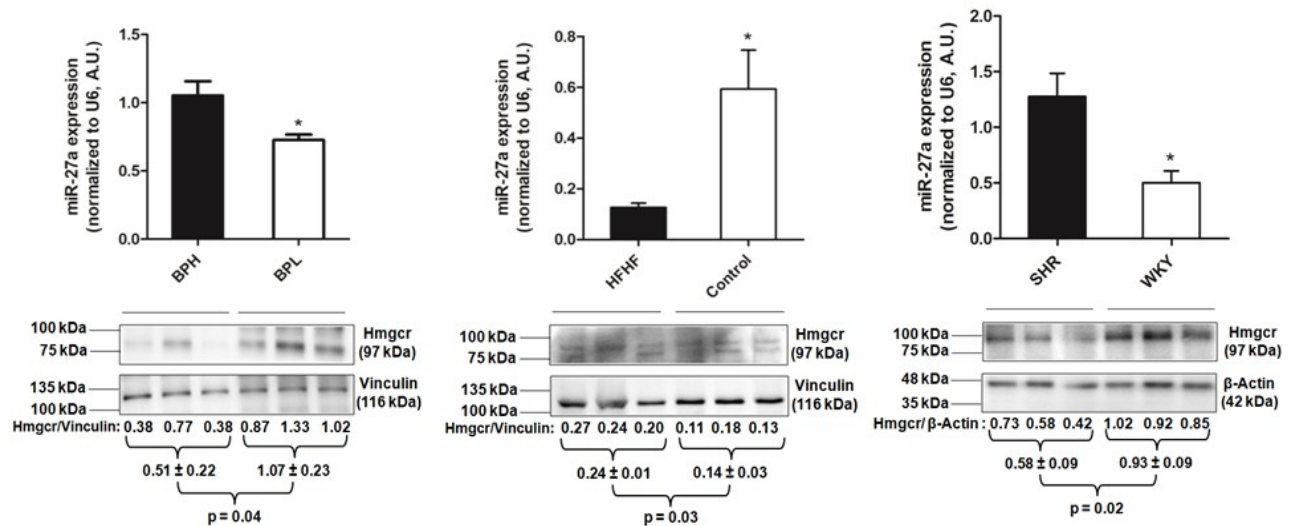 miR-27a expression
(normalized to U6, A.U.)
1.5
1.0
0.5
0.0
*
BPH
BPL
100 kDa
75 kDa
Hmgcr
(97 kDa)
135 kDa
100 kDa
Vinculin
(116 kDa)
Hmgcr/Vinculin: 0.38 0.77 0.38 0.87 1.33 1.02
0.51 ± 0.22 1.07 ± 0.23
p = 0.04
miR-27a expression
(normalized to U6, A.U.)
0.8
0.6
0.4
0.2
0.0
*
HFHF
Control
100 kDa
75 kDa
Hmgcr
(97 kDa)
135 kDa
100 kDa
Vinculin
(116 kDa)
Hmgcr/Vinculin: 0.27 0.24 0.20 0.11 0.18 0.13
0.24 ± 0.01 0.14 ± 0.03
p = 0.03
miR-27a expression
(normalized to U6, A.U.)
2.0
1.5
1.0
0.5
0.0
*
SHR
WKY
100 kDa
75 kDa
Hmgcr
(97 kDa)
48 kDa
35 kDa
β-Actin
(42 kDa)
Hmgcr/ β-Actin : 0.73 0.58 0.42 1.02 0.92 0.85
0.58 ± 0.09 0.93 ± 0.09
p = 0.02